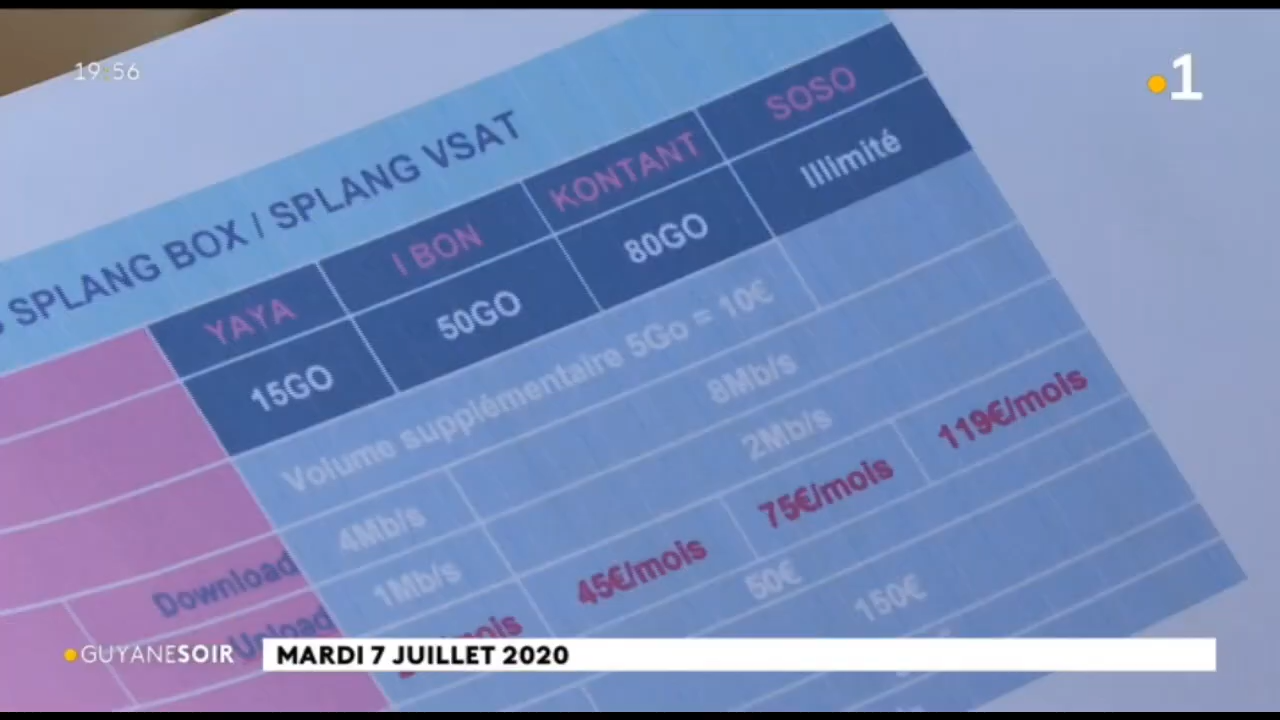 19:56
1
SPLANG BOX / SPLANG VSAT
YAYA I BON KONTANT SOSO
15GO 50GO 80GO Illimité
Volume supplémentaire 5Go = 10€
4Mb/s 8Mb/s
Download
1Mb/s 2Mb/s
Upload
45€/mois 75€/mois 119€/mois
50€
150€
GUYANESOIR
MARDI 7 JUILLET 2020